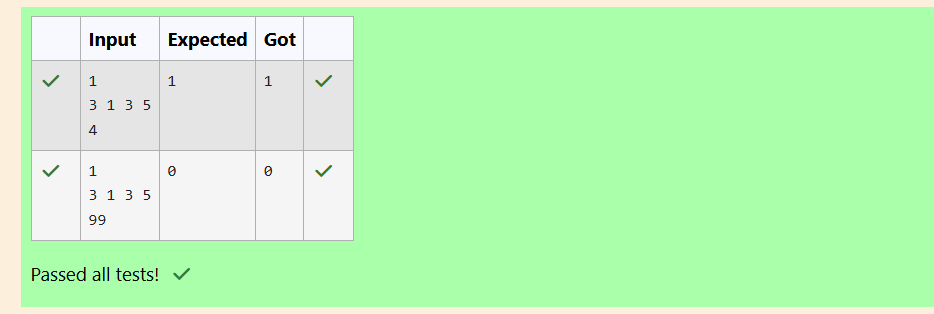 Input Expected Got
1 1 1
3 1 3 5
4
1 0 0
3 1 3 5
99
Passed all tests!